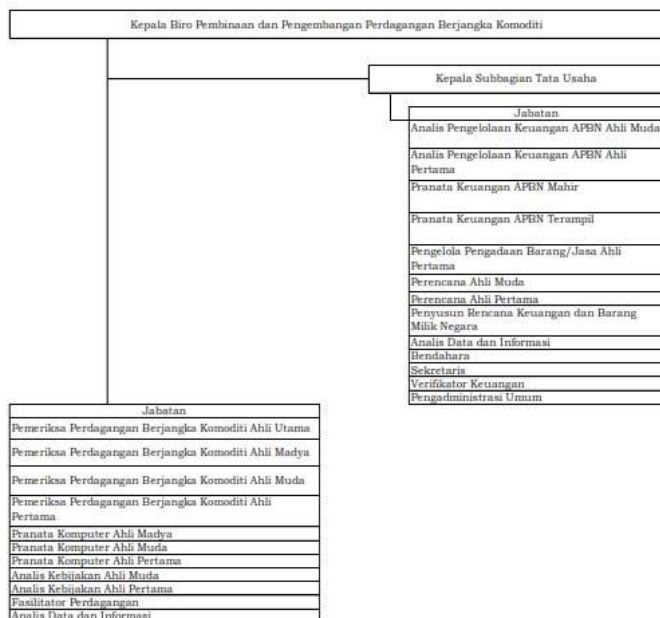 Kepala Biro Pembinaan dan Pengembangan Perdagangan Berjangka Komoditi
Kepala Subbagian Tata Usaha
Jabatan
Analis Pengelolaan Keuangan APBN Ahli Muda
Analis Pengelolaan Keuangan APBN Ahli
Pertama
Pranata Keuangan APBN Mahir
Pranata Keuangan APBN Terampil
Pengelola Pengadaan Barang/Jasa Ahli
Pertama
Perencana Ahli Muda
Perencana Ahli Pertama
Penyusun Rencana Keuangan dan Barang
Milik Negara
Analis Data dan Informasi
Bendahara
Sekretaris
Verifikator Keuangan
Pengadministrasi Umum
Jabatan
Pemeriksa Perdagangan Berjangka Komoditi Ahli Utama
Pemeriksa Perdagangan Berjangka Komoditi Ahli Madya
Pemeriksa Perdagangan Berjangka Komoditi Ahli Muda
Pemeriksa Perdagangan Berjangka Komoditi Ahli
Pertama
Pranata Komputer Ahli Madya
Pranata Komputer Ahli Muda
Pranata Komputer Ahli Pertama
Analis Kebijakan Ahli Muda
Analis Kebijakan Ahli Pertama
Fasilitator Perdagangan
Analis Data dan Informasi